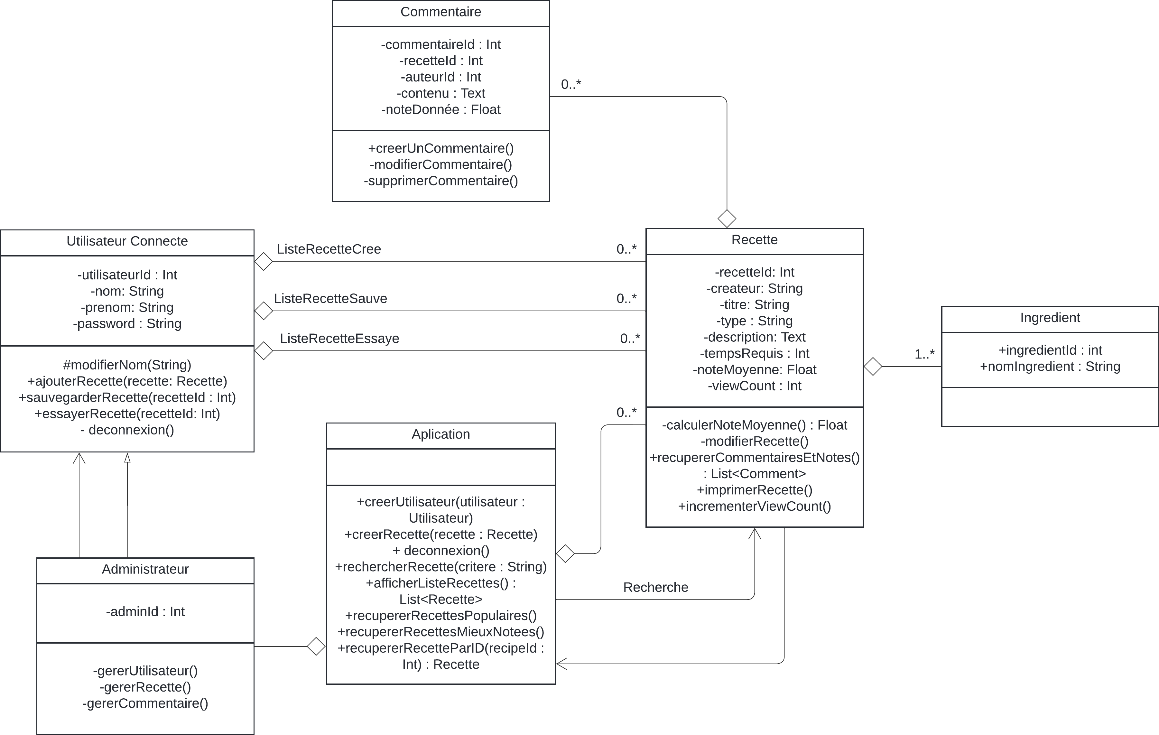 Commentaire
-commentaireId : Int
-recetteId : Int
-auteurId : Int
-contenu : Text
-noteDonnée : Float
+creerUnCommentaire()
-modifierCommentaire()
-supprimerCommentaire()
0..*
Utilisateur Connecte
-utilisateurId : Int
-nom: String
-prenom: String
-password : String
#modifierNom(String)
+ajouterRecette(recette: Recette)
+sauvegarderRecette(recetteId : Int)
+essayerRecette(recetteId: Int)
- deconnexion()
ListeRecetteCree
0..*
ListeRecetteSauve
0..*
ListeRecetteEssaye
0..*
Recette
-recetteId: Int
-createur: String
-titre: String
-type : String
-description: Text
-tempsRequis : Int
-noteMoyenne: Float
-viewCount : Int
-calculerNoteMoyenne() : Float
-modifierRecette()
+recupererCommentairesEtNotes()
: List<Comment>
+imprimerRecette()
+incrementerViewCount()
1..*
Ingredient
+ingredientId : int
+nomIngredient : String
0..*
Aplication
+creerUtilisateur(utilisateur :
Utilisateur)
+creerRecette(recette : Recette)
+ deconnexion()
+rechercherRecette(critere : String)
+afficherListeRecettes() :
List<Recette>
+recupererRecettesPopulaires()
+recupererRecettesMieuxNotees()
+recupererRecetteParID(recipeId :
Int) : Recette
Recherche
Administrateur
-adminId : Int
-gererUtilisateur()
-gererRecette()
-gererCommentaire()